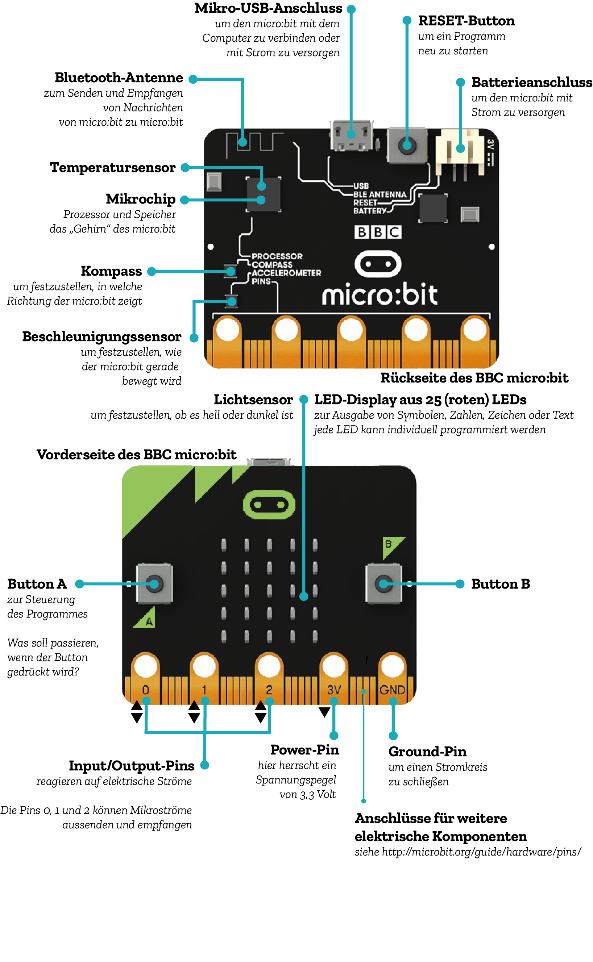 Mikro-USB-Anschluss
um den micro:bit mit dem
Computer zu verbinden oder
mit Strom zu versorgen
RESET-Button
um ein Programm
neu zu starten
Bluetooth-Antenne
zum Senden und Empfangen
von Nachrichten
von micro:bit zu micro:bit
Batterieanschluss
um den micro:bit mit
Strom zu versorgen
3V
Temperatursensor
Mikrochip
Prozessor und Speicher
das „Gehirn“ des micro:bit
USB
BLE ANTENNA
RESET
BATTERY
BBC
PROCESSOR
COMPASS
ACCELEROMETER
PINS
micro:bit
Kompass
um festzustellen, in welche
Richtung der micro:bit zeigt
Beschleunigungssensor
um festzustellen, wie
der micro:bit gerade
bewegt wird
Rückseite des BBC micro:bit
Lichtsensor
um festzustellen, ob es hell oder dunkel ist
LED-Display aus 25 (roten) LEDs
zur Ausgabe von Symbolen, Zahlen, Zeichen oder Text
jede LED kann individuell programmiert werden
Vorderseite des BBC micro:bit
B
Button A
zur Steuerung
des Programmes
Was soll passieren,
wenn der Button
gedrückt wird?
Button B
A
0 1 2 3V GND
Input/Output-Pins
reagieren auf elektrische Ströme
Die Pins 0, 1 und 2 können Mikroströme
aussenden und empfangen
Power-Pin
hier herrscht ein
Spannungspegel
von 3,3 Volt
Ground-Pin
um einen Stromkreis
zu schließen
Anschlüsse für weitere
elektrische Komponenten
siehe http://microbit.org/guide/hardware/pins/